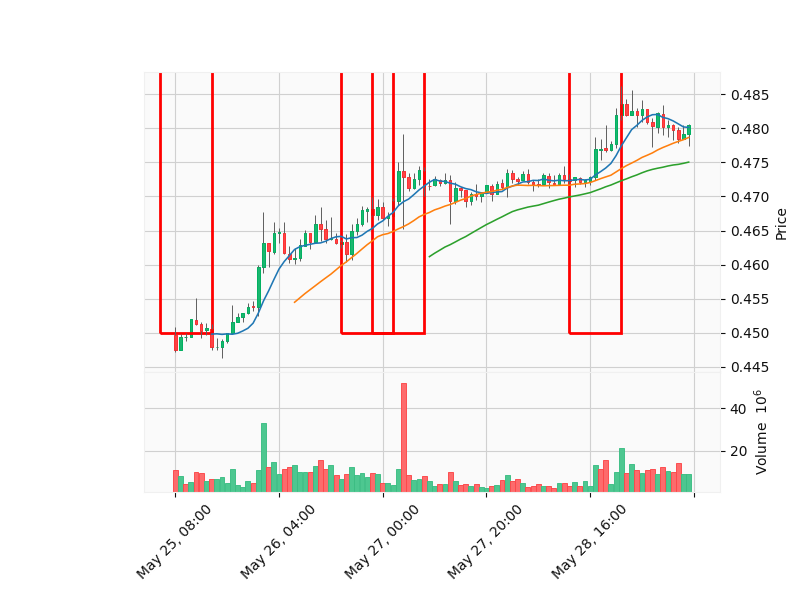 0.485
0.480
0.475
0.470
0.465
0.460
0.455
0.450
0.445
Price
40
20
Volume 10⁶
May 25, 08:00
May 26, 04:00
May 27, 00:00
May 27, 20:00
May 28, 16:00